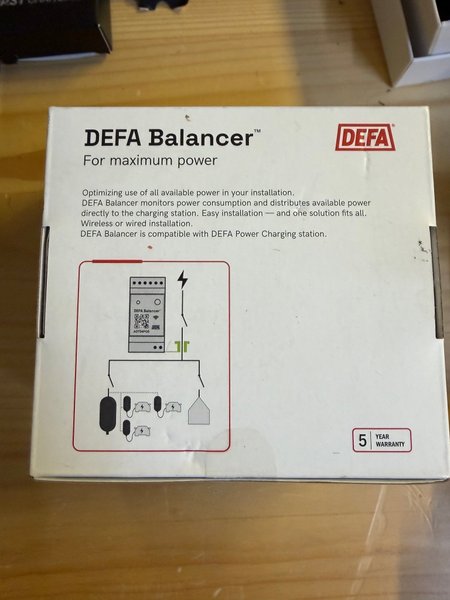 DEFA Balancer™
DEFA®
For maximum power
Optimizing use of all available power in your installation.
DEFA Balancer monitors power consumption and distributes available power
directly to the charging station. Easy installation — and one solution fits all.
Wireless or wired installation.
DEFA Balancer is compatible with DEFA Power Charging station.
DEFA Balancer
5 YEAR
WARRANTY